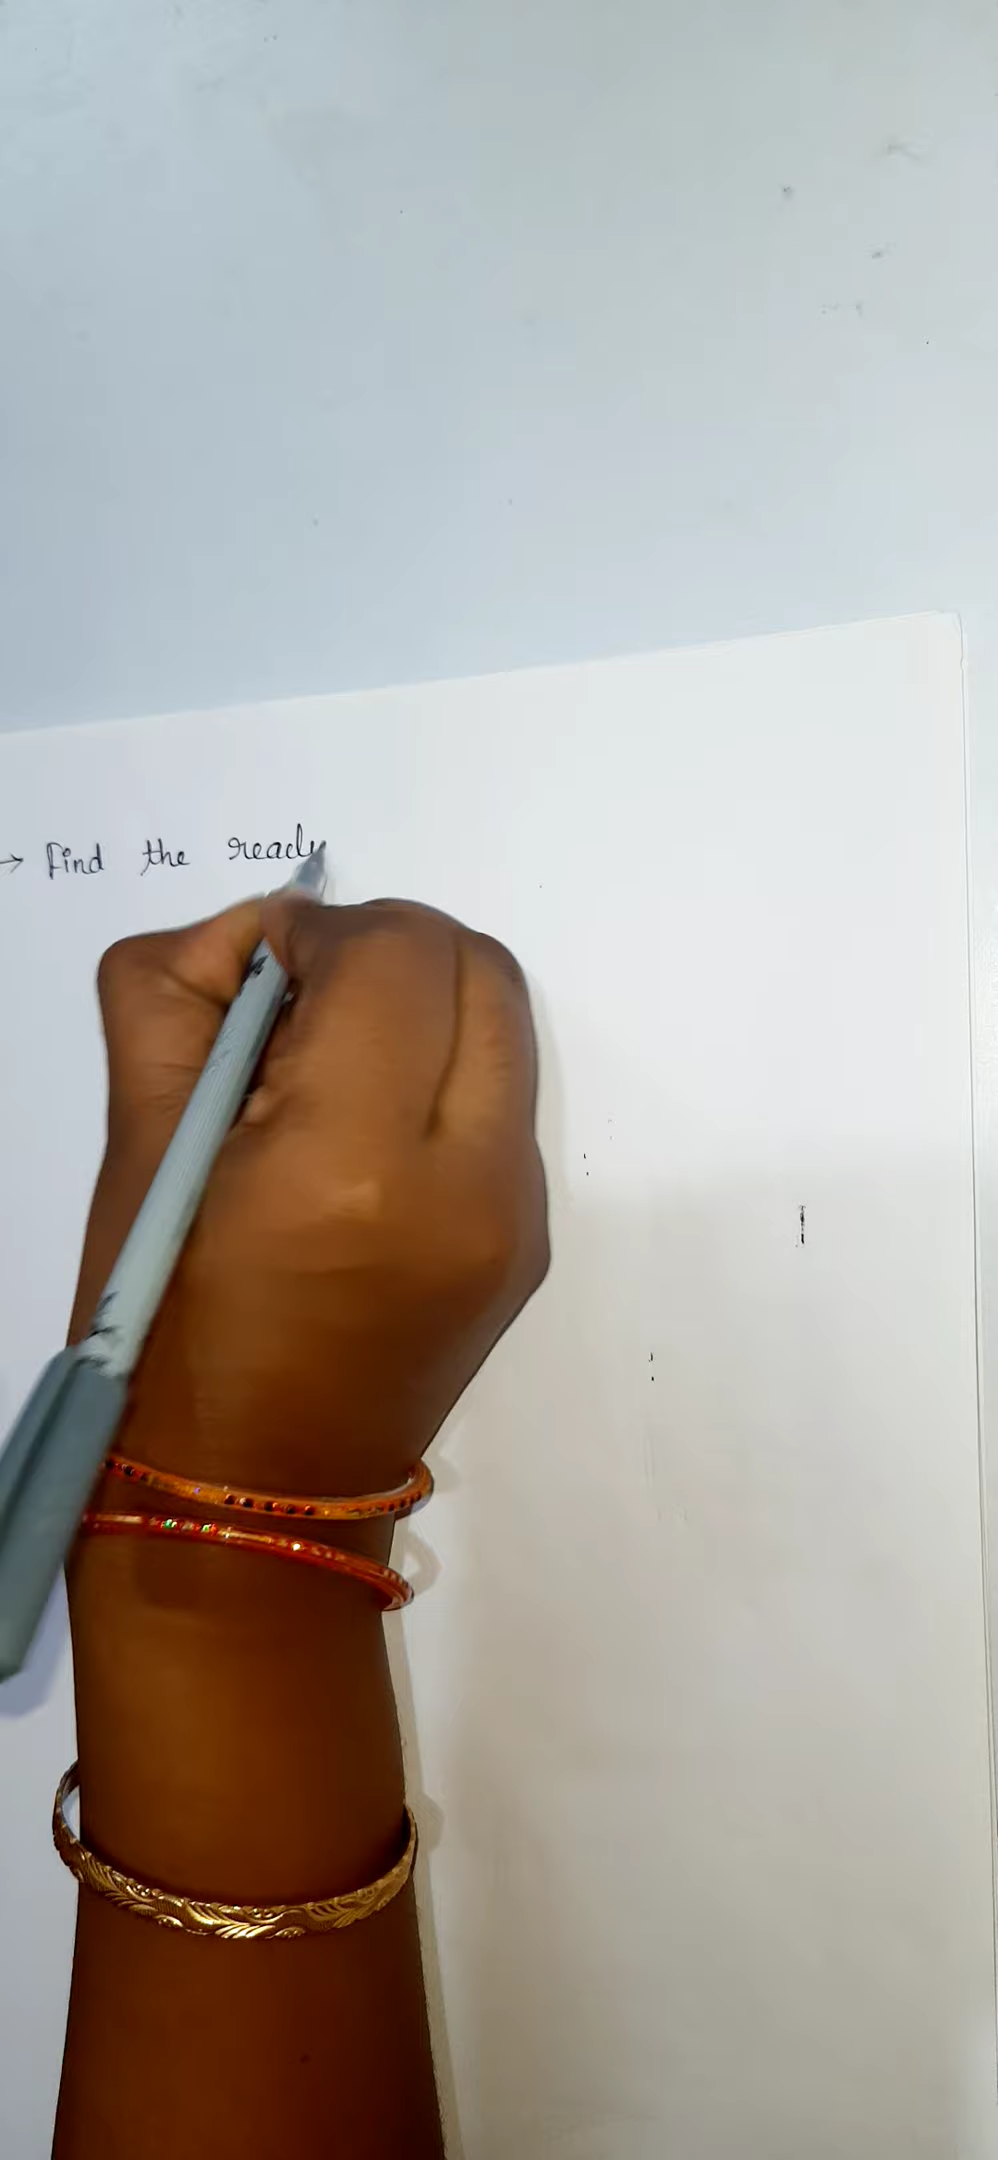 → Find the ready